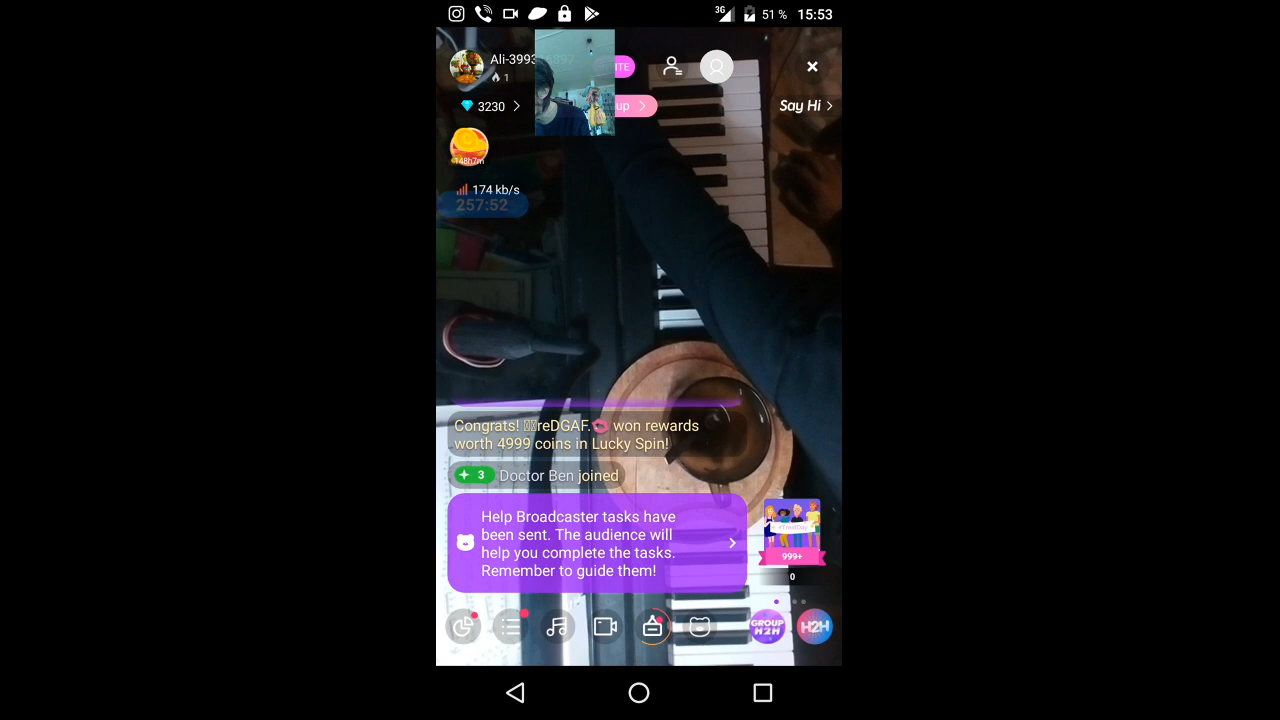 3G 51 % 15:53
Ali-3993
1
3230
Say Hi
148h7m
174 kb/s
257:52
Congrats! reDGAF. won rewards
worth 4999 coins in Lucky Spin!
3 Doctor Ben joined
Help Broadcaster tasks have
been sent. The audience will
help you complete the tasks.
Remember to guide them!
#TreatDay
999+
0
GROUP
H2H
H2H